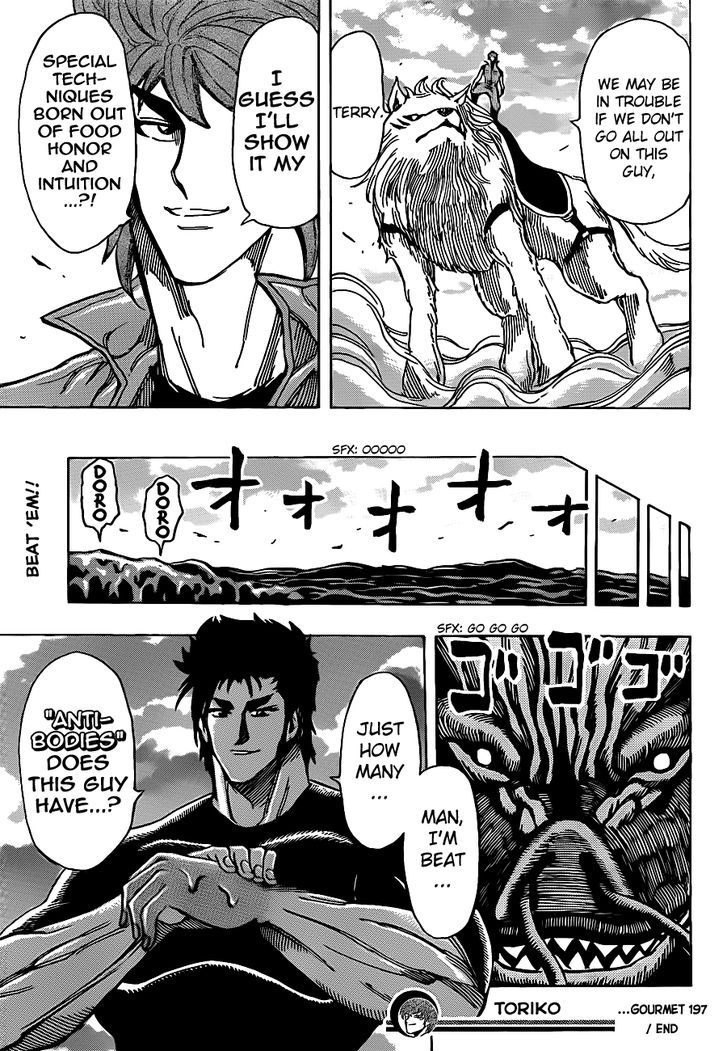 WE MAY BE
IN TROUBLE
IF WE DON'T
GO ALL OUT
ON THIS
GUY,
TERRY.
I
GUESS
I'LL
SHOW
IT MY
SPECIAL
TECH-
NIQUES
BORN OUT
OF FOOD
HONOR
AND
INTUITION
...?!
SFX: OOOOO
オ オ オ オ オ
DORO
DORO
BEAT 'EM!!
SFX: GO GO GO
ゴ ゴ ゴ
MAN,
I'M
BEAT
...
JUST
HOW
MANY
...
"ANTI-
BODIES"
DOES
THIS GUY
HAVE...?
TORIKO
...GOURMET 197
/ END